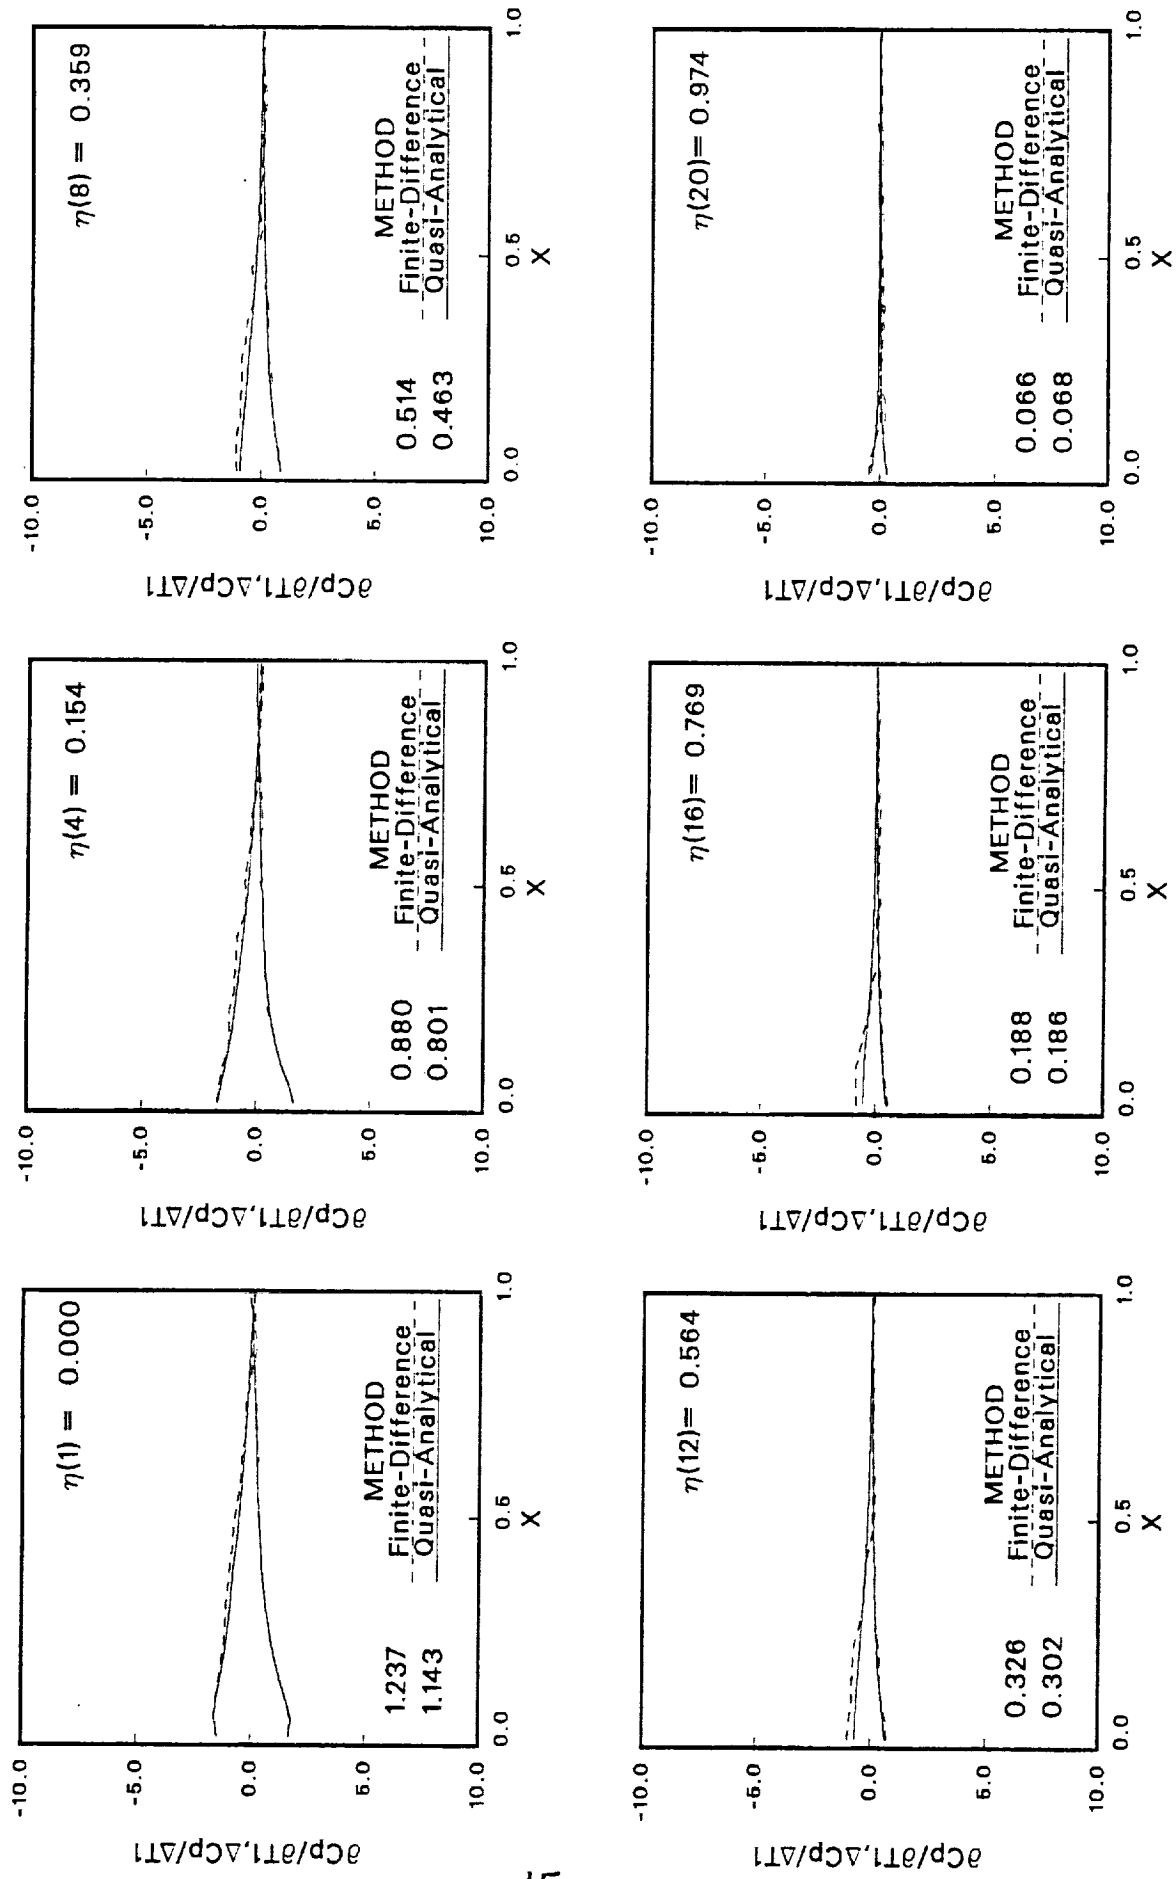 η(1) = 0.000
-10.0
-5.0
0.0
5.0
10.0
∂Cp/∂T1,ΔCp/ΔT1
METHOD
1.237 Finite-Difference
1.143 Quasi-Analytical
0.0 0.5 1.0
X
η(4) = 0.154
-10.0
-5.0
0.0
5.0
10.0
∂Cp/∂T1,ΔCp/ΔT1
METHOD
0.880 Finite-Difference
0.801 Quasi-Analytical
0.0 0.5 1.0
X
η(8) = 0.359
-10.0
-5.0
0.0
5.0
10.0
∂Cp/∂T1,ΔCp/ΔT1
METHOD
0.514 Finite-Difference
0.463 Quasi-Analytical
0.0 0.5 1.0
X
η(12)= 0.564
-10.0
-5.0
0.0
5.0
10.0
∂Cp/∂T1,ΔCp/ΔT1
METHOD
0.326 Finite-Difference
0.302 Quasi-Analytical
0.0 0.5 1.0
X
η(16)= 0.769
-10.0
-5.0
0.0
5.0
10.0
∂Cp/∂T1,ΔCp/ΔT1
METHOD
0.188 Finite-Difference
0.186 Quasi-Analytical
0.0 0.5 1.0
X
η(20)= 0.974
-10.0
-5.0
0.0
5.0
10.0
∂Cp/∂T1,ΔCp/ΔT1
METHOD
0.066 Finite-Difference
0.068 Quasi-Analytical
0.0 0.5 1.0
X